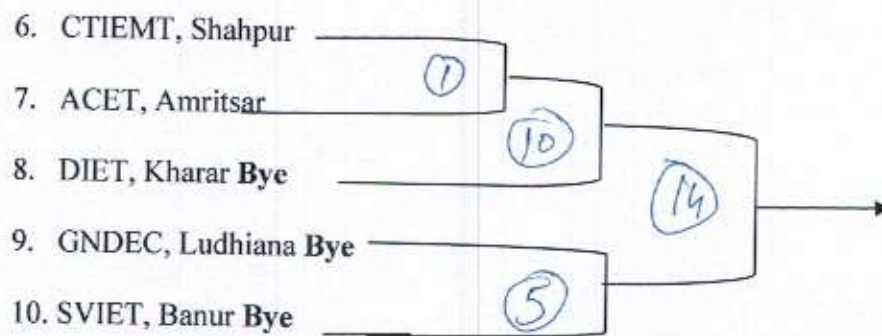 6. CTIEMT, Shahpur
1
7. ACET, Amritsar
10
8. DIET, Kharar Bye
14
9. GNDEC, Ludhiana Bye
5
10. SVIET, Banur Bye